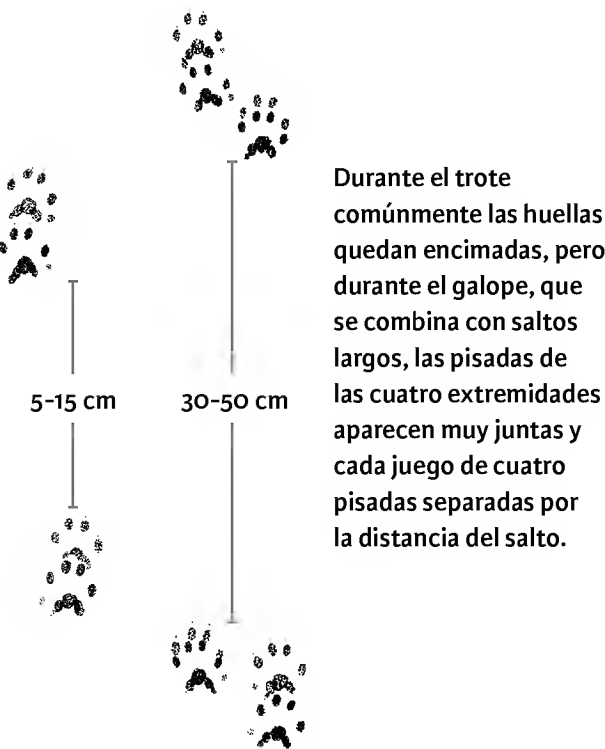 Durante el trote
comúnmente las huellas
quedan encimadas, pero
durante el galope, que
se combina con saltos
largos, las pisadas de
las cuatro extremidades
aparecen muy juntas y
cada juego de cuatro
pisadas separadas por
la distancia del salto.
5-15 cm
30-50 cm